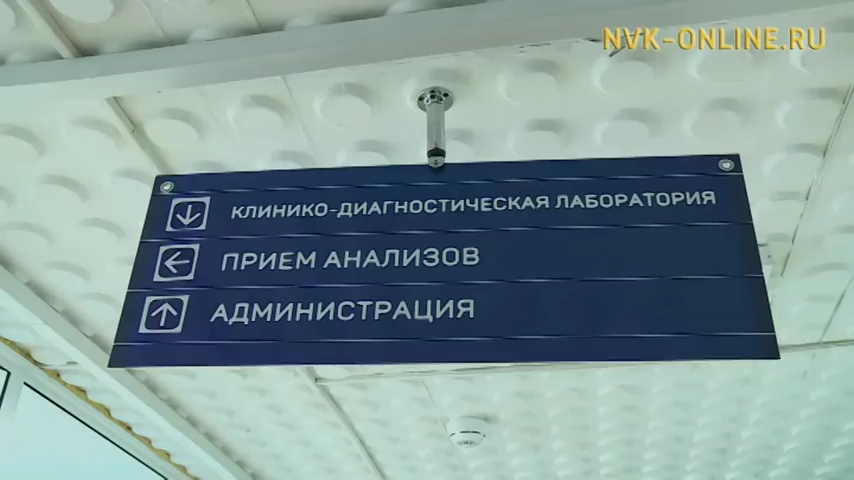 NVK-ONLINE.RU
КЛИНИКО-ДИАГНОСТИЧЕСКАЯ ЛАБОРАТОРИЯ
ПРИЕМ АНАЛИЗОВ
АДМИНИСТРАЦИЯ